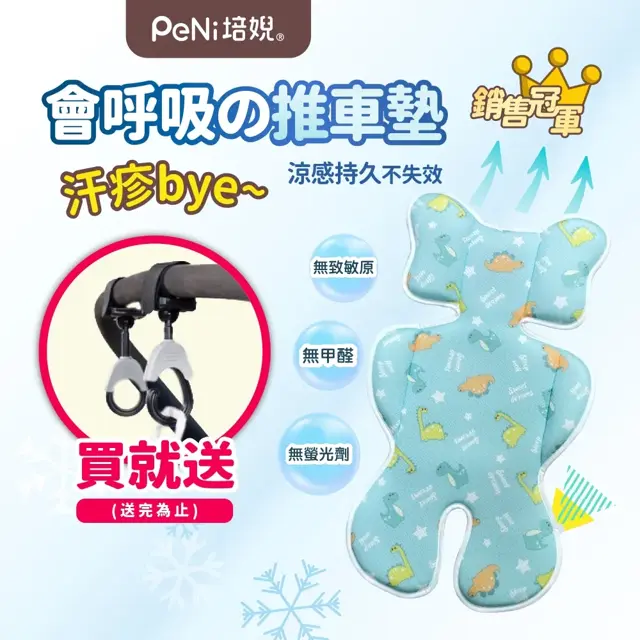 PeNi培婗®
會呼吸の推車墊
銷售冠軍
汗疹bye~
涼感持久不失效
無致敏原
無甲醛
無螢光劑
買就送
(送完為止)